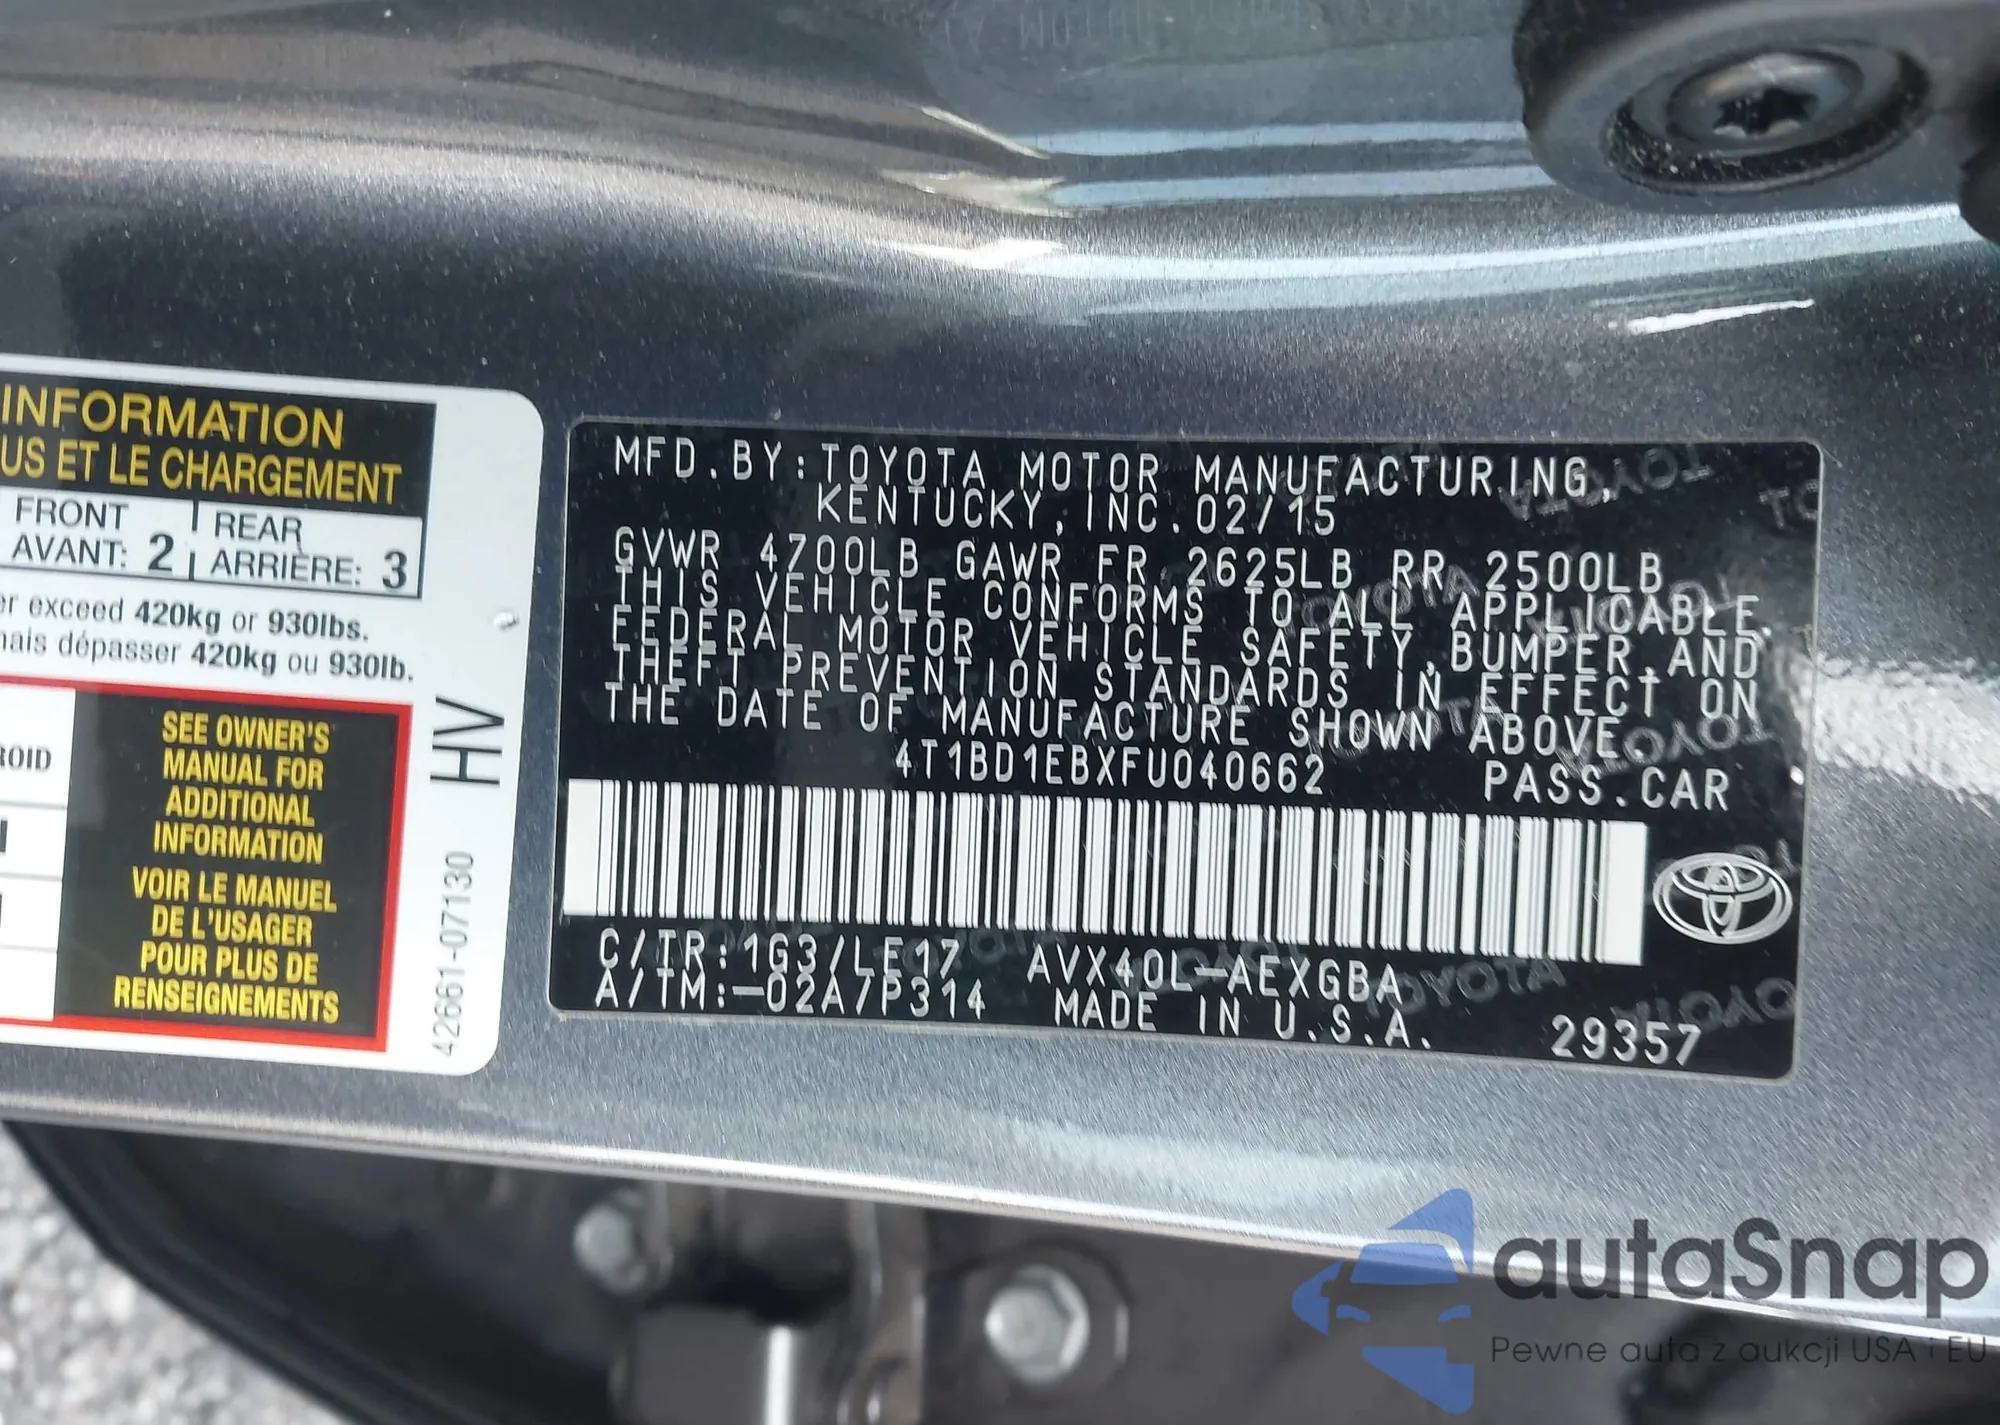 INFORMATION
US ET LE CHARGEMENT
FRONT
AVANT: 2
REAR
ARRIÈRE: 3
er exceed 420kg or 930lbs.
nais dépasser 420kg ou 930lb.
ROID
SEE OWNER'S
MANUAL FOR
ADDITIONAL
INFORMATION
VOIR LE MANUEL
DE L'USAGER
POUR PLUS DE
RENSEIGNEMENTS
HV
42661-07130
MFD.BY:TOYOTA MOTOR MANUFACTURING,
KENTUCKY,INC.02/15
GVWR 4700LB GAWR FR 2625LB RR 2500LB
THIS VEHICLE CONFORMS TO ALL APPLICABLE
FEDERAL MOTOR VEHICLE SAFETY,BUMPER,AND
THEFT PREVENTION STANDARDS IN EFFECT ON
THE DATE OF MANUFACTURE SHOWN ABOVE.
4T1BD1EBXFU040662 PASS.CAR
C/TR:1G3/LE17 AVX40L-AEXGBA
A/TM:-02A/P314 MADE IN U.S.A. 29357
autaSnap
Pewne auta z aukcji USA i EU